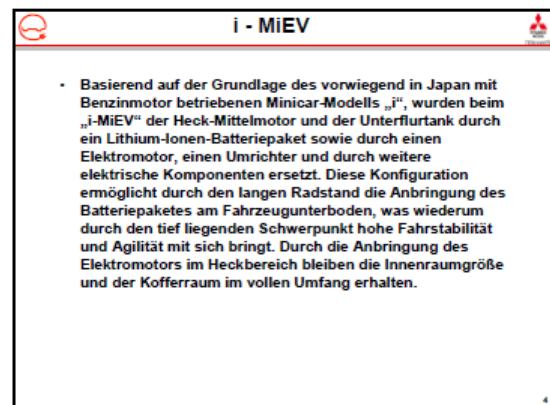 i - MiEV
• Basierend auf der Grundlage des vorwiegend in Japan mit
Benzinmotor betriebenen Minicar-Modells „i“, wurden beim
„i-MiEV“ der Heck-Mittelmotor und der Unterflurtank durch
ein Lithium-Ionen-Batteriepaket sowie durch einen
Elektromotor, einen Umrichter und durch weitere
elektrische Komponenten ersetzt. Diese Konfiguration
ermöglicht durch den langen Radstand die Anbringung des
Batteriepaketes am Fahrzeugunterboden, was wiederum
durch den tief liegenden Schwerpunkt hohe Fahrstabilität
und Agilität mit sich bringt. Durch die Anbringung des
Elektromotors im Heckbereich bleiben die Innenraumgröße
und der Kofferraum im vollen Umfang erhalten.
4